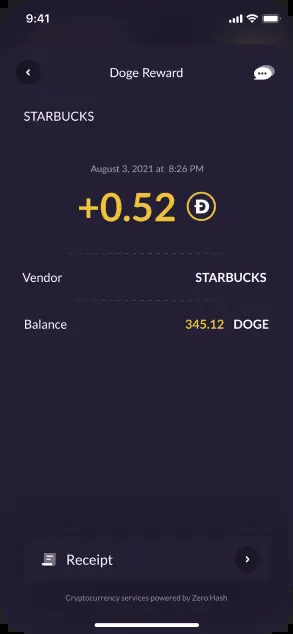 9:41
Doge Reward
STARBUCKS
August 3, 2021 at 8:26 PM
+0.52
Vendor STARBUCKS
Balance 345.12 DOGE
Receipt
Cryptocurrency services powered by Zero Hash